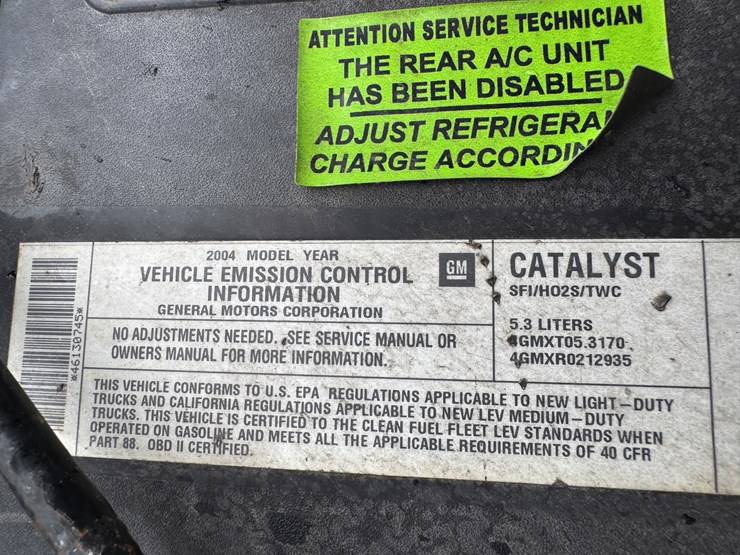 ATTENTION SERVICE TECHNICIAN
THE REAR A/C UNIT
HAS BEEN DISABLED
ADJUST REFRIGERA
CHARGE ACCORDIN
*46130745*
2004 MODEL YEAR
VEHICLE EMISSION CONTROL
INFORMATION
GENERAL MOTORS CORPORATION
GM
CATALYST
SFI/HO2S/TWC
NO ADJUSTMENTS NEEDED. SEE SERVICE MANUAL OR
OWNERS MANUAL FOR MORE INFORMATION.
5.3 LITERS
4GMXT05.3170
4GMXR0212935
THIS VEHICLE CONFORMS TO U.S. EPA REGULATIONS APPLICABLE TO NEW LIGHT-DUTY
TRUCKS AND CALIFORNIA REGULATIONS APPLICABLE TO NEW LEV MEDIUM-DUTY
TRUCKS. THIS VEHICLE IS CERTIFIED TO THE CLEAN FUEL FLEET LEV STANDARDS WHEN
OPERATED ON GASOLINE AND MEETS ALL THE APPLICABLE REQUIREMENTS OF 40 CFR
PART 88. OBD II CERTIFIED.